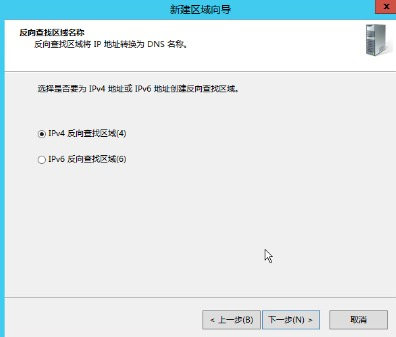 新建区域向导
x
反向查找区域名称
反向查找区域将 IP 地址转换为 DNS 名称。
选择是否要为 IPv4 地址或 IPv6 地址创建反向查找区域。
IPv4 反向查找区域(4)
IPv6 反向查找区域(6)
< 上一步(B) 下一步(N) > 取消